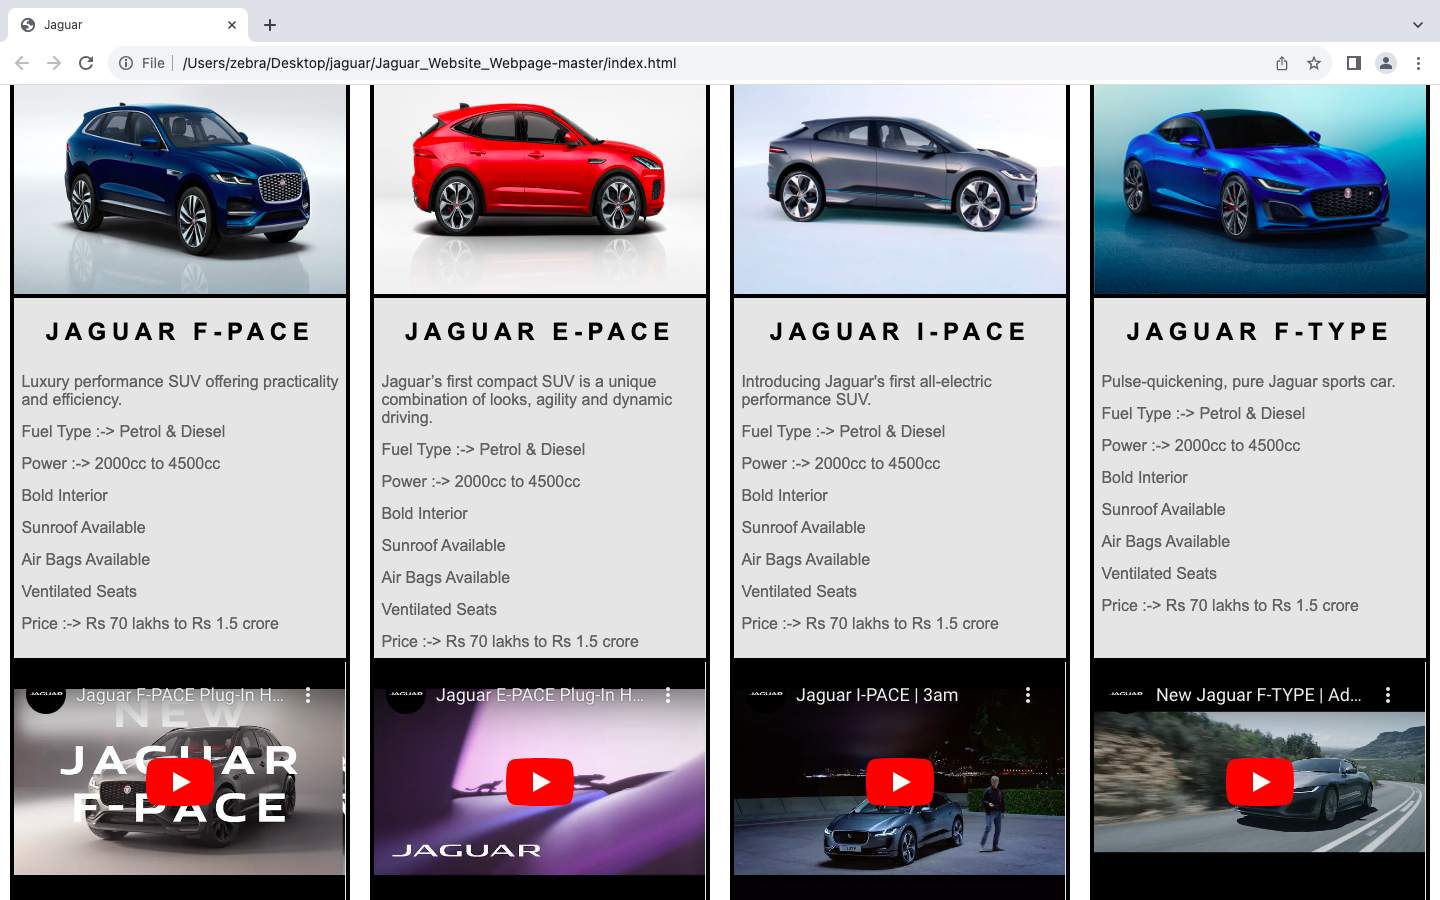 Jaguar
File
/Users/zebra/Desktop/jaguar/Jaguar_Website_Webpage-master/index.html
JAGUAR F-PACE
Luxury performance SUV offering practicality
and efficiency.
Fuel Type :-> Petrol & Diesel
Power :-> 2000cc to 4500cc
Bold Interior
Sunroof Available
Air Bags Available
Ventilated Seats
Price :-> Rs 70 lakhs to Rs 1.5 crore
JAGUAR E-PACE
Jaguar’s first compact SUV is a unique
combination of looks, agility and dynamic
driving.
Fuel Type :-> Petrol & Diesel
Power :-> 2000cc to 4500cc
Bold Interior
Sunroof Available
Air Bags Available
Ventilated Seats
Price :-> Rs 70 lakhs to Rs 1.5 crore
JAGUAR I-PACE
Introducing Jaguar's first all-electric
performance SUV.
Fuel Type :-> Petrol & Diesel
Power :-> 2000cc to 4500cc
Bold Interior
Sunroof Available
Air Bags Available
Ventilated Seats
Price :-> Rs 70 lakhs to Rs 1.5 crore
JAGUAR F-TYPE
Pulse-quickening, pure Jaguar sports car.
Fuel Type :-> Petrol & Diesel
Power :-> 2000cc to 4500cc
Bold Interior
Sunroof Available
Air Bags Available
Ventilated Seats
Price :-> Rs 70 lakhs to Rs 1.5 crore
JAGUAR
Jaguar F-PACE Plug-In H...
NEW
JAGUAR
F-PACE
JAGUAR
Jaguar E-PACE Plug-In H...
JAGUAR
JAGUAR
Jaguar I-PACE | 3am
JAGUAR
New Jaguar F-TYPE | Ad...